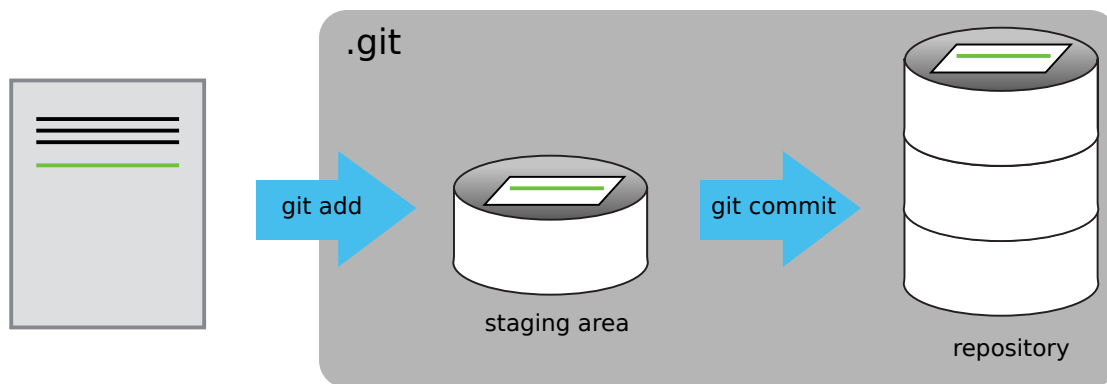 .git
git add
git commit
staging area
repository